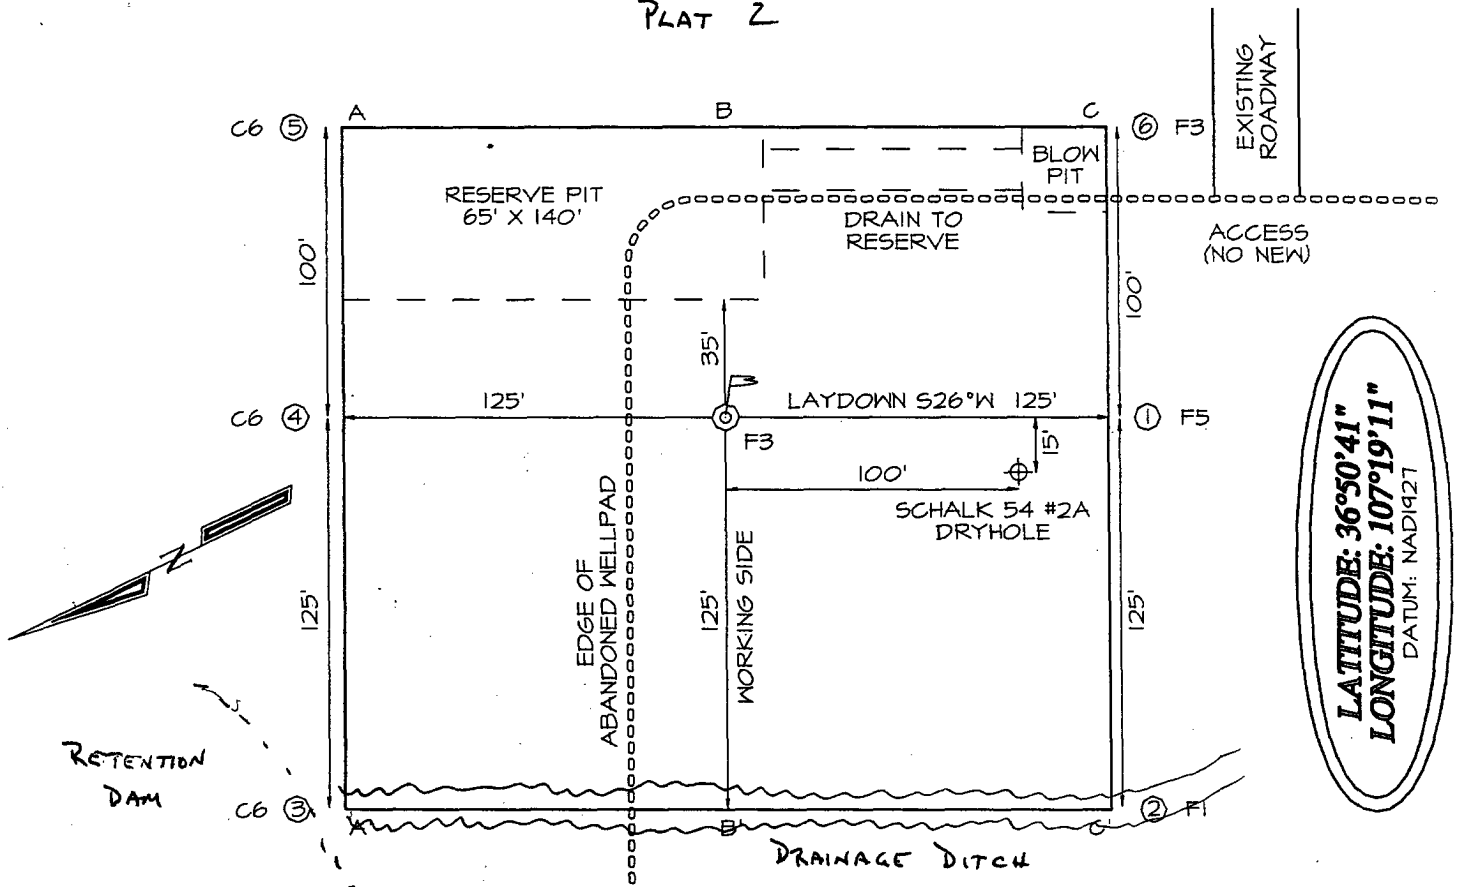 PLAT 2
EXISTING
ROADWAY
A B C
C6 ⑤
⑥ F3
BLOW
PIT
RESERVE PIT
65' X 140'
DRAIN TO
RESERVE
ACCESS
(NO NEW)
100'
100'
35'
C6 ④
125'
LAYDOWN S26°W 125'
① F5
F3
15'
100'
SCHALK 54 #2A
DRYHOLE
N
EDGE OF
ABANDONED WELLPAD
WORKING SIDE
125'
125'
125'
LATITUDE: 36°50'41"
LONGITUDE: 107°19'11"
DATUM: NAD1927
RETENTION
DAM
C6 ③
② F1
A' B' C'
DRAINAGE DITCH